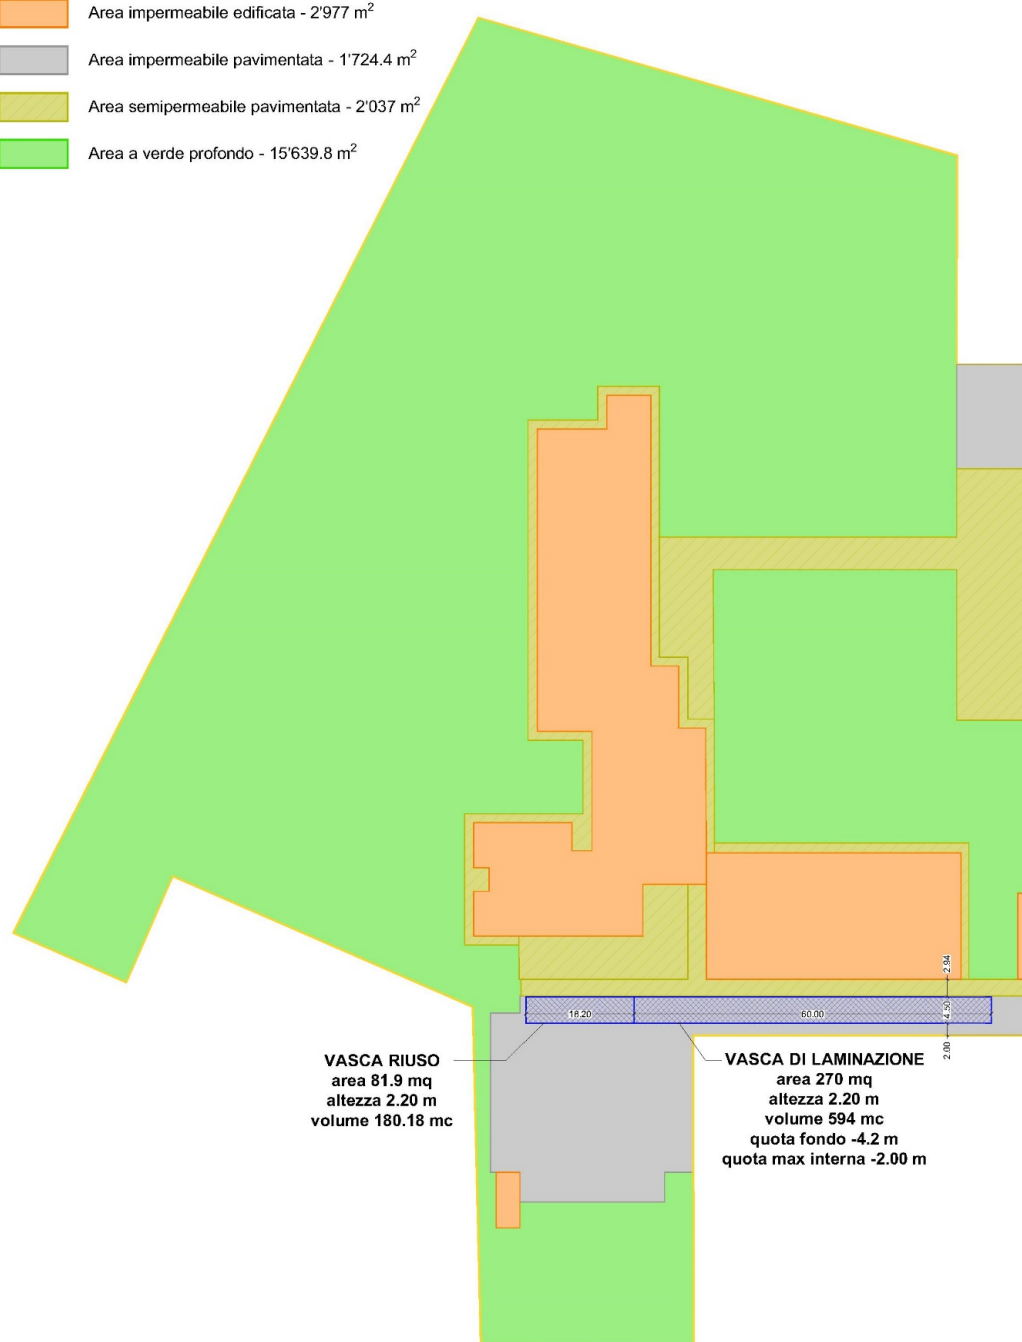 Area impermeabile edificata - 2'977 m²
Area impermeabile pavimentata - 1'724.4 m²
Area semipermeabile pavimentata - 2'037 m²
Area a verde profondo - 15'639.8 m²
2.94
18.20
60.00
4.50
2.00
VASCA RIUSO
area 81.9 mq
altezza 2.20 m
volume 180.18 mc
VASCA DI LAMINAZIONE
area 270 mq
altezza 2.20 m
volume 594 mc
quota fondo -4.2 m
quota max interna -2.00 m